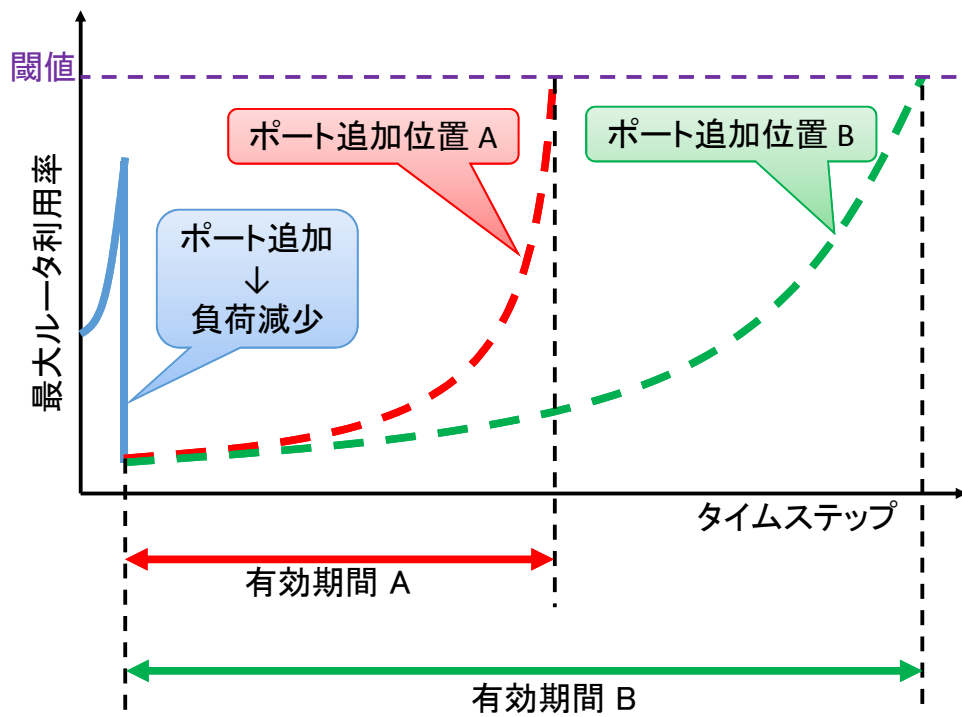 閾値
ポート追加位置 A
ポート追加位置 B
ポート追加
↓
負荷減少
最大ルータ利用率
タイムステップ
有効期間 A
有効期間 B